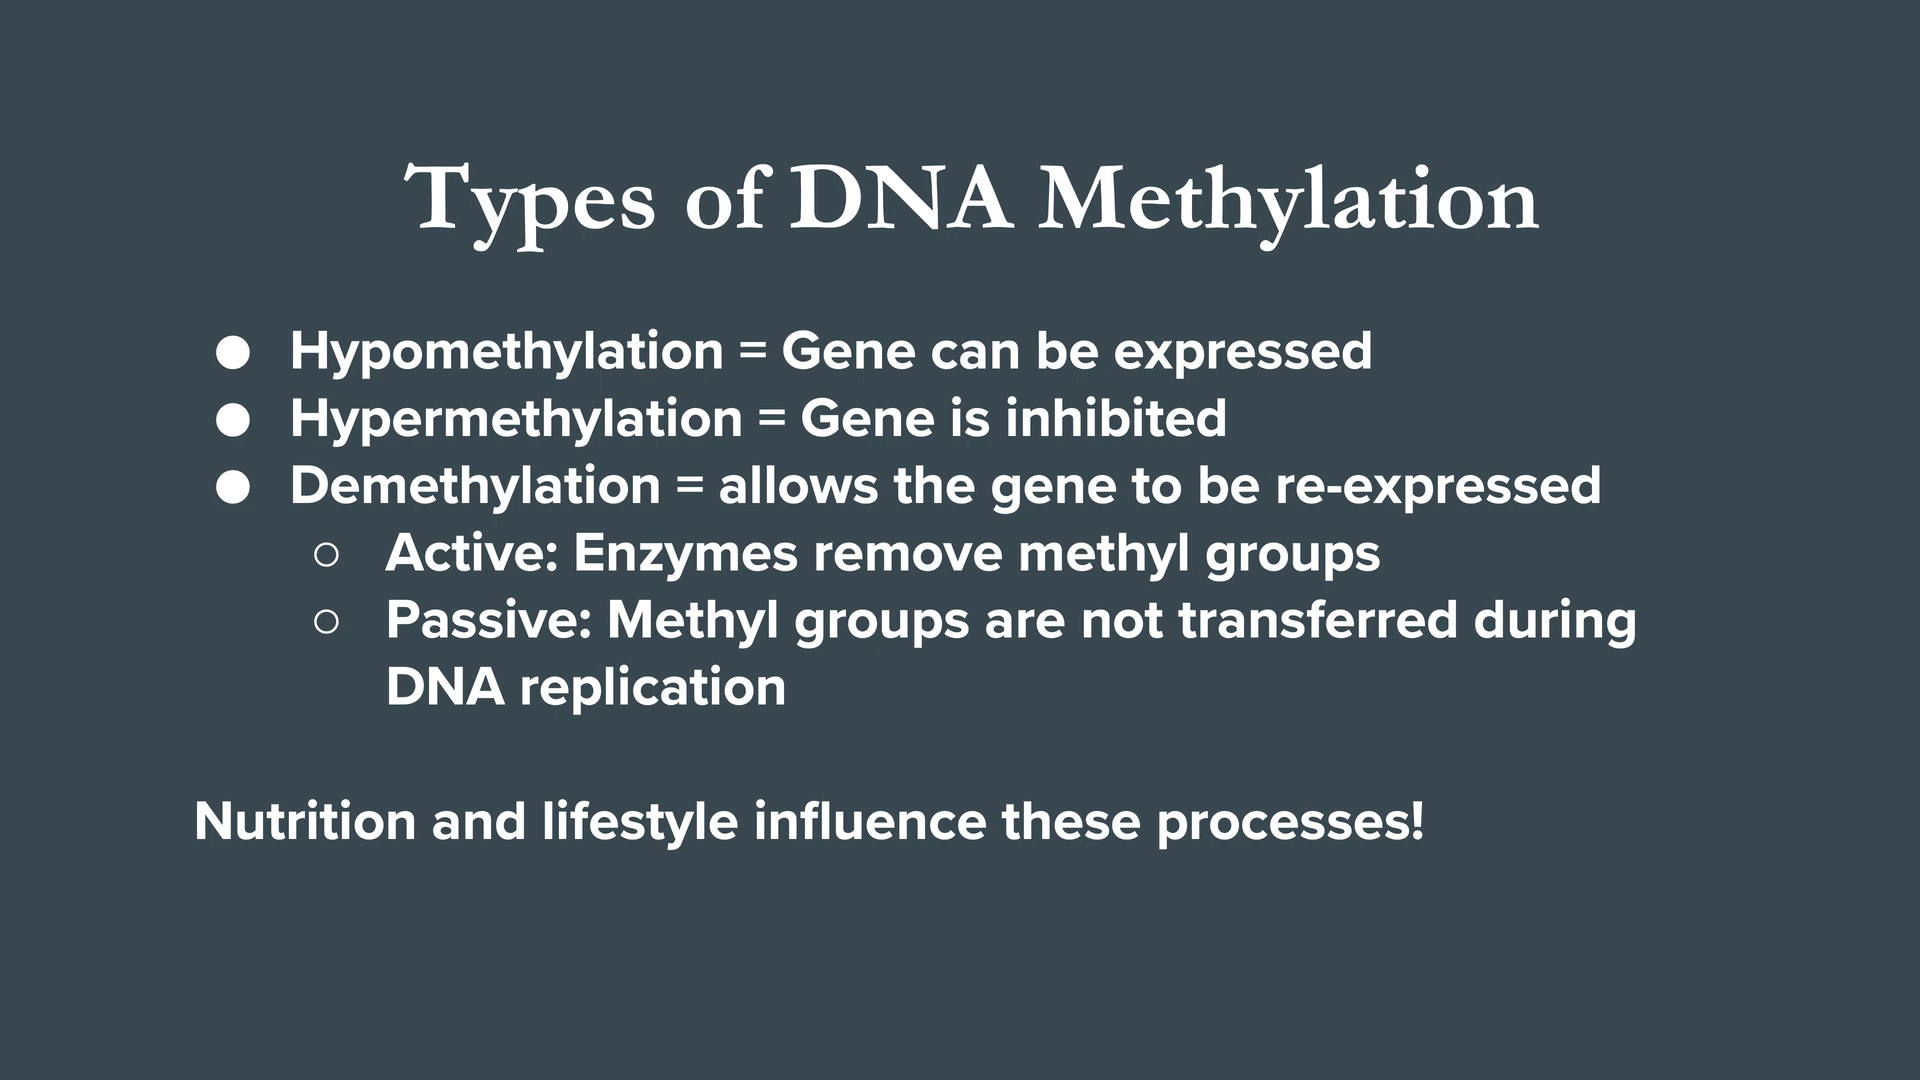 Types of DNA Methylation
● Hypomethylation = Gene can be expressed
● Hypermethylation = Gene is inhibited
● Demethylation = allows the gene to be re-expressed
○ Active: Enzymes remove methyl groups
○ Passive: Methyl groups are not transferred during
DNA replication
Nutrition and lifestyle influence these processes!